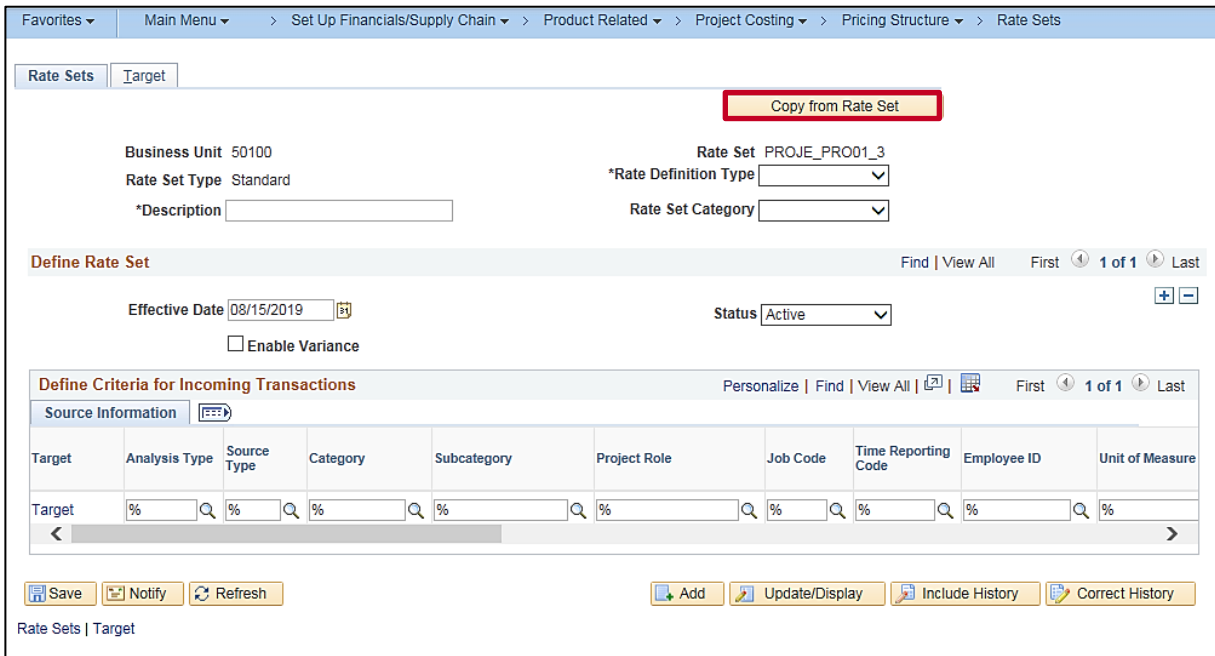 Favorites Main Menu > Set Up Financials/Supply Chain > Product Related > Project Costing > Pricing Structure > Rate Sets
Rate Sets Target
Copy from Rate Set
Business Unit 50100 Rate Set PROJE_PRO01_3
Rate Set Type Standard *Rate Definition Type
*Description Rate Set Category
Define Rate Set Find | View All First 1 of 1 Last
Effective Date 08/15/2019 31 Status Active
Enable Variance
Define Criteria for Incoming Transactions Personalize | Find | View All | | First 1 of 1 Last
Source Information
Target Analysis Type Source Type Category Subcategory Project Role Job Code Time Reporting Code Employee ID Unit of Measure
Target % % % % % % % % %
Save Notify Refresh Add Update/Display Include History Correct History
Rate Sets | Target